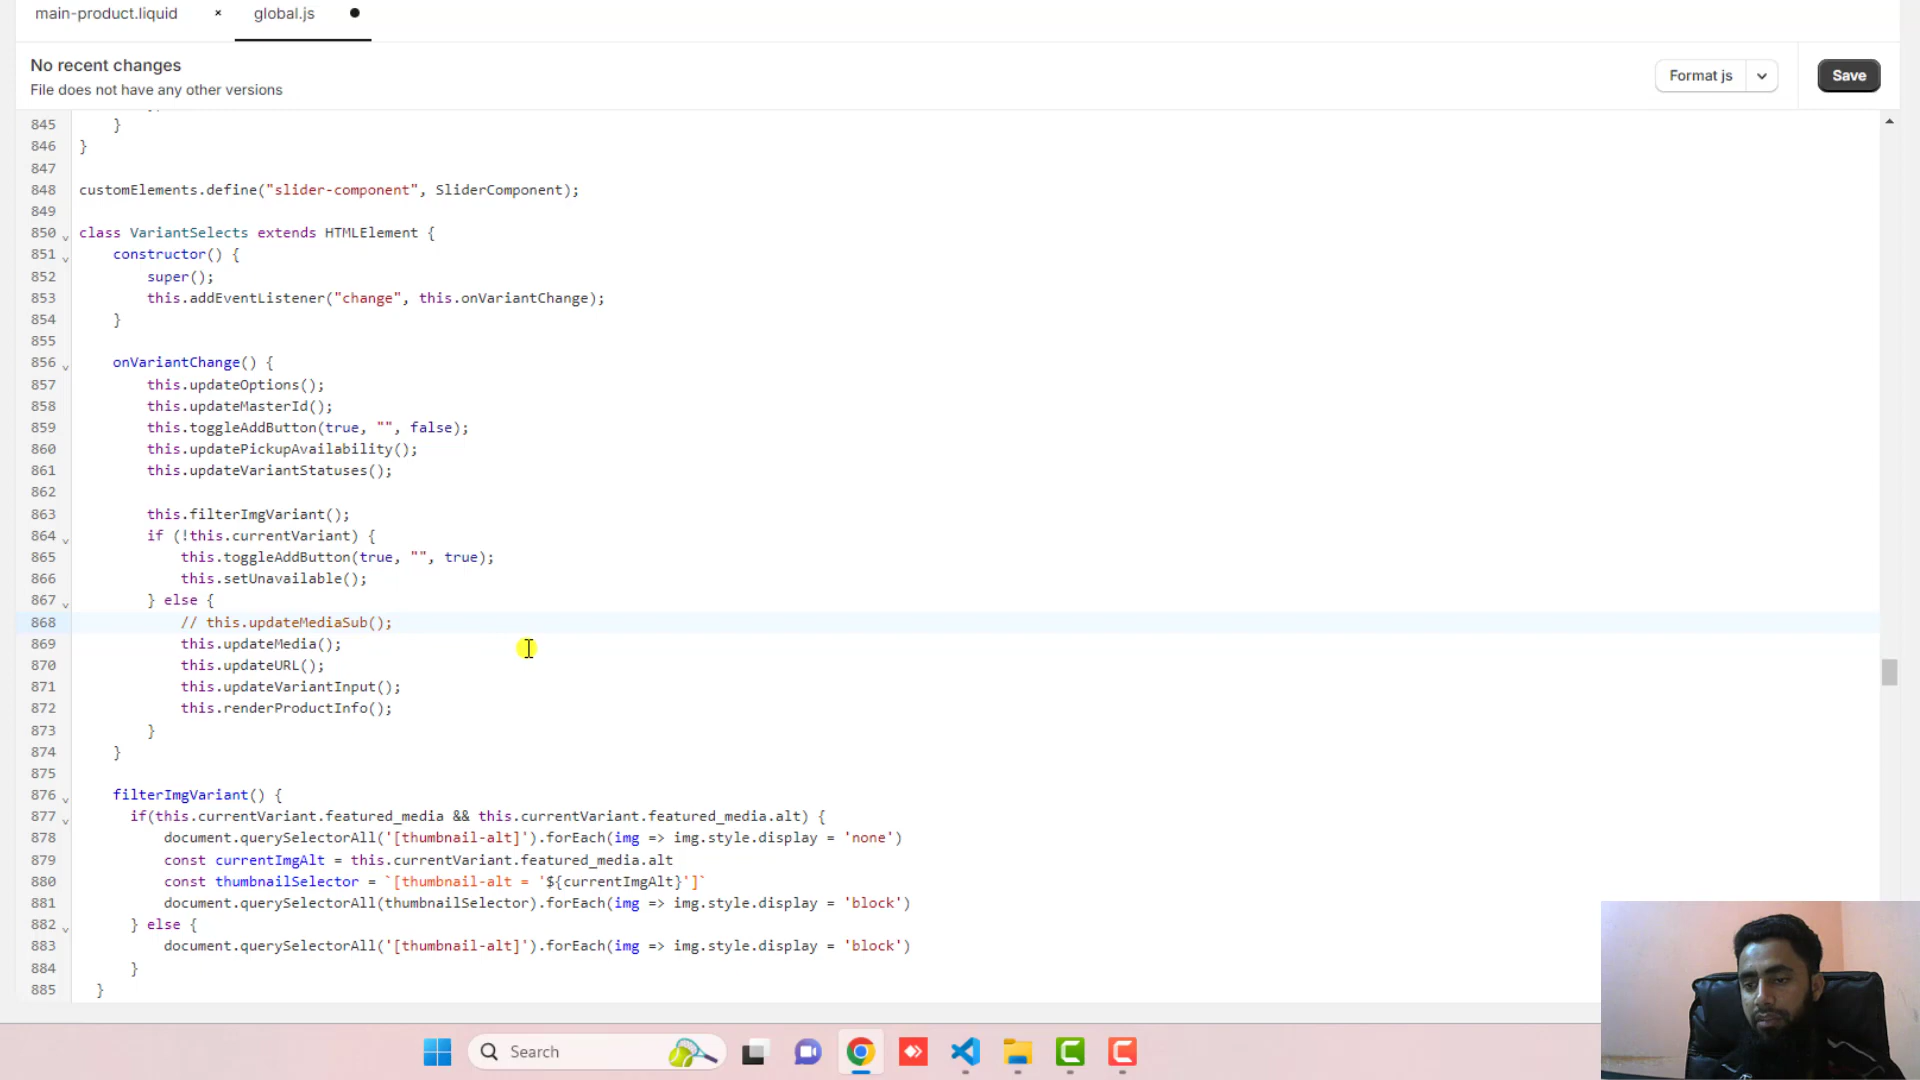 main-product.liquid × global.js ●
No recent changes
File does not have any other versions
Format js
Save
845 }
846 }
847
848 customElements.define("slider-component", SliderComponent);
849
850 class VariantSelects extends HTMLElement {
851 constructor() {
852 super();
853 this.addEventListener("change", this.onVariantChange);
854 }
855
856 onVariantChange() {
857 this.updateOptions();
858 this.updateMasterId();
859 this.toggleAddButton(true, "", false);
860 this.updatePickupAvailability();
861 this.updateVariantStatuses();
862
863 this.filterImgVariant();
864 if (!this.currentVariant) {
865 this.toggleAddButton(true, "", true);
866 this.setUnavailable();
867 } else {
868 // this.updateMediaSub();
869 this.updateMedia();
870 this.updateURL();
871 this.updateVariantInput();
872 this.renderProductInfo();
873 }
874 }
875
876 filterImgVariant() {
877 if(this.currentVariant.featured_media && this.currentVariant.featured_media.alt) {
878 document.querySelectorAll('[thumbnail-alt]').forEach(img => img.style.display = 'none')
879 const currentImgAlt = this.currentVariant.featured_media.alt
880 const thumbnailSelector = `[thumbnail-alt = '${currentImgAlt}']`
881 document.querySelectorAll(thumbnailSelector).forEach(img => img.style.display = 'block')
882 } else {
883 document.querySelectorAll('[thumbnail-alt]').forEach(img => img.style.display = 'block')
884 }
885 }
Search